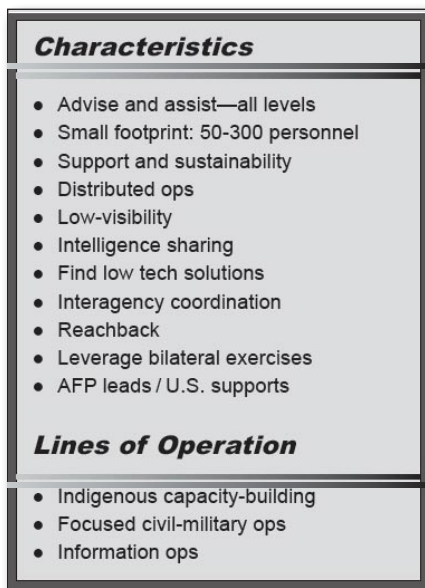 Characteristics
● Advise and assist—all levels
● Small footprint: 50-300 personnel
● Support and sustainability
● Distributed ops
● Low-visibility
● Intelligence sharing
● Find low tech solutions
● Interagency coordination
● Reachback
● Leverage bilateral exercises
● AFP leads / U.S. supports
Lines of Operation
● Indigenous capacity-building
● Focused civil-military ops
● Information ops